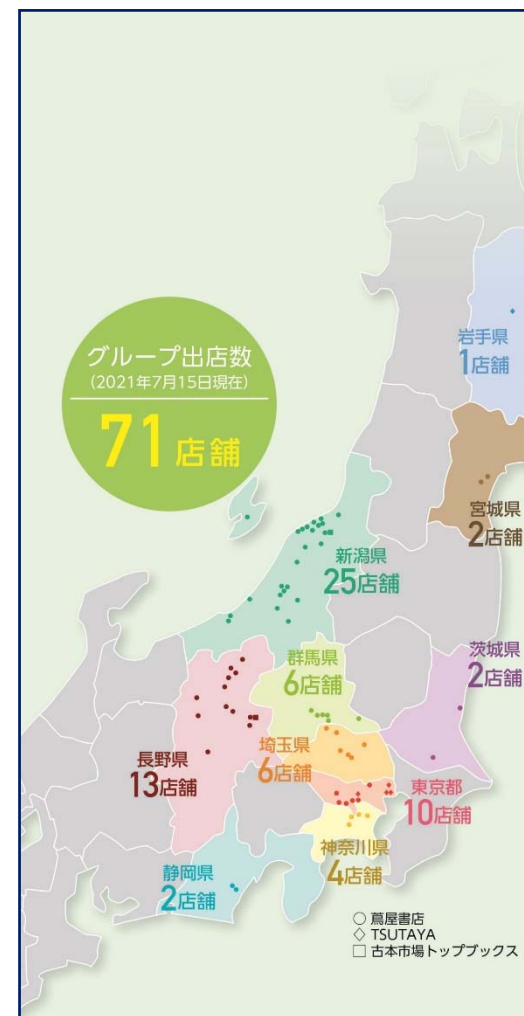 グループ出店数
(2021年7月15日現在)
71店舗
岩手県
1店舗
宮城県
2店舗
新潟県
25店舗
茨城県
2店舗
群馬県
6店舗
埼玉県
6店舗
長野県
13店舗
東京都
10店舗
神奈川県
4店舗
静岡県
2店舗
○ 蔦屋書店
◇ TSUTAYA
□ 古本市場トップブックス